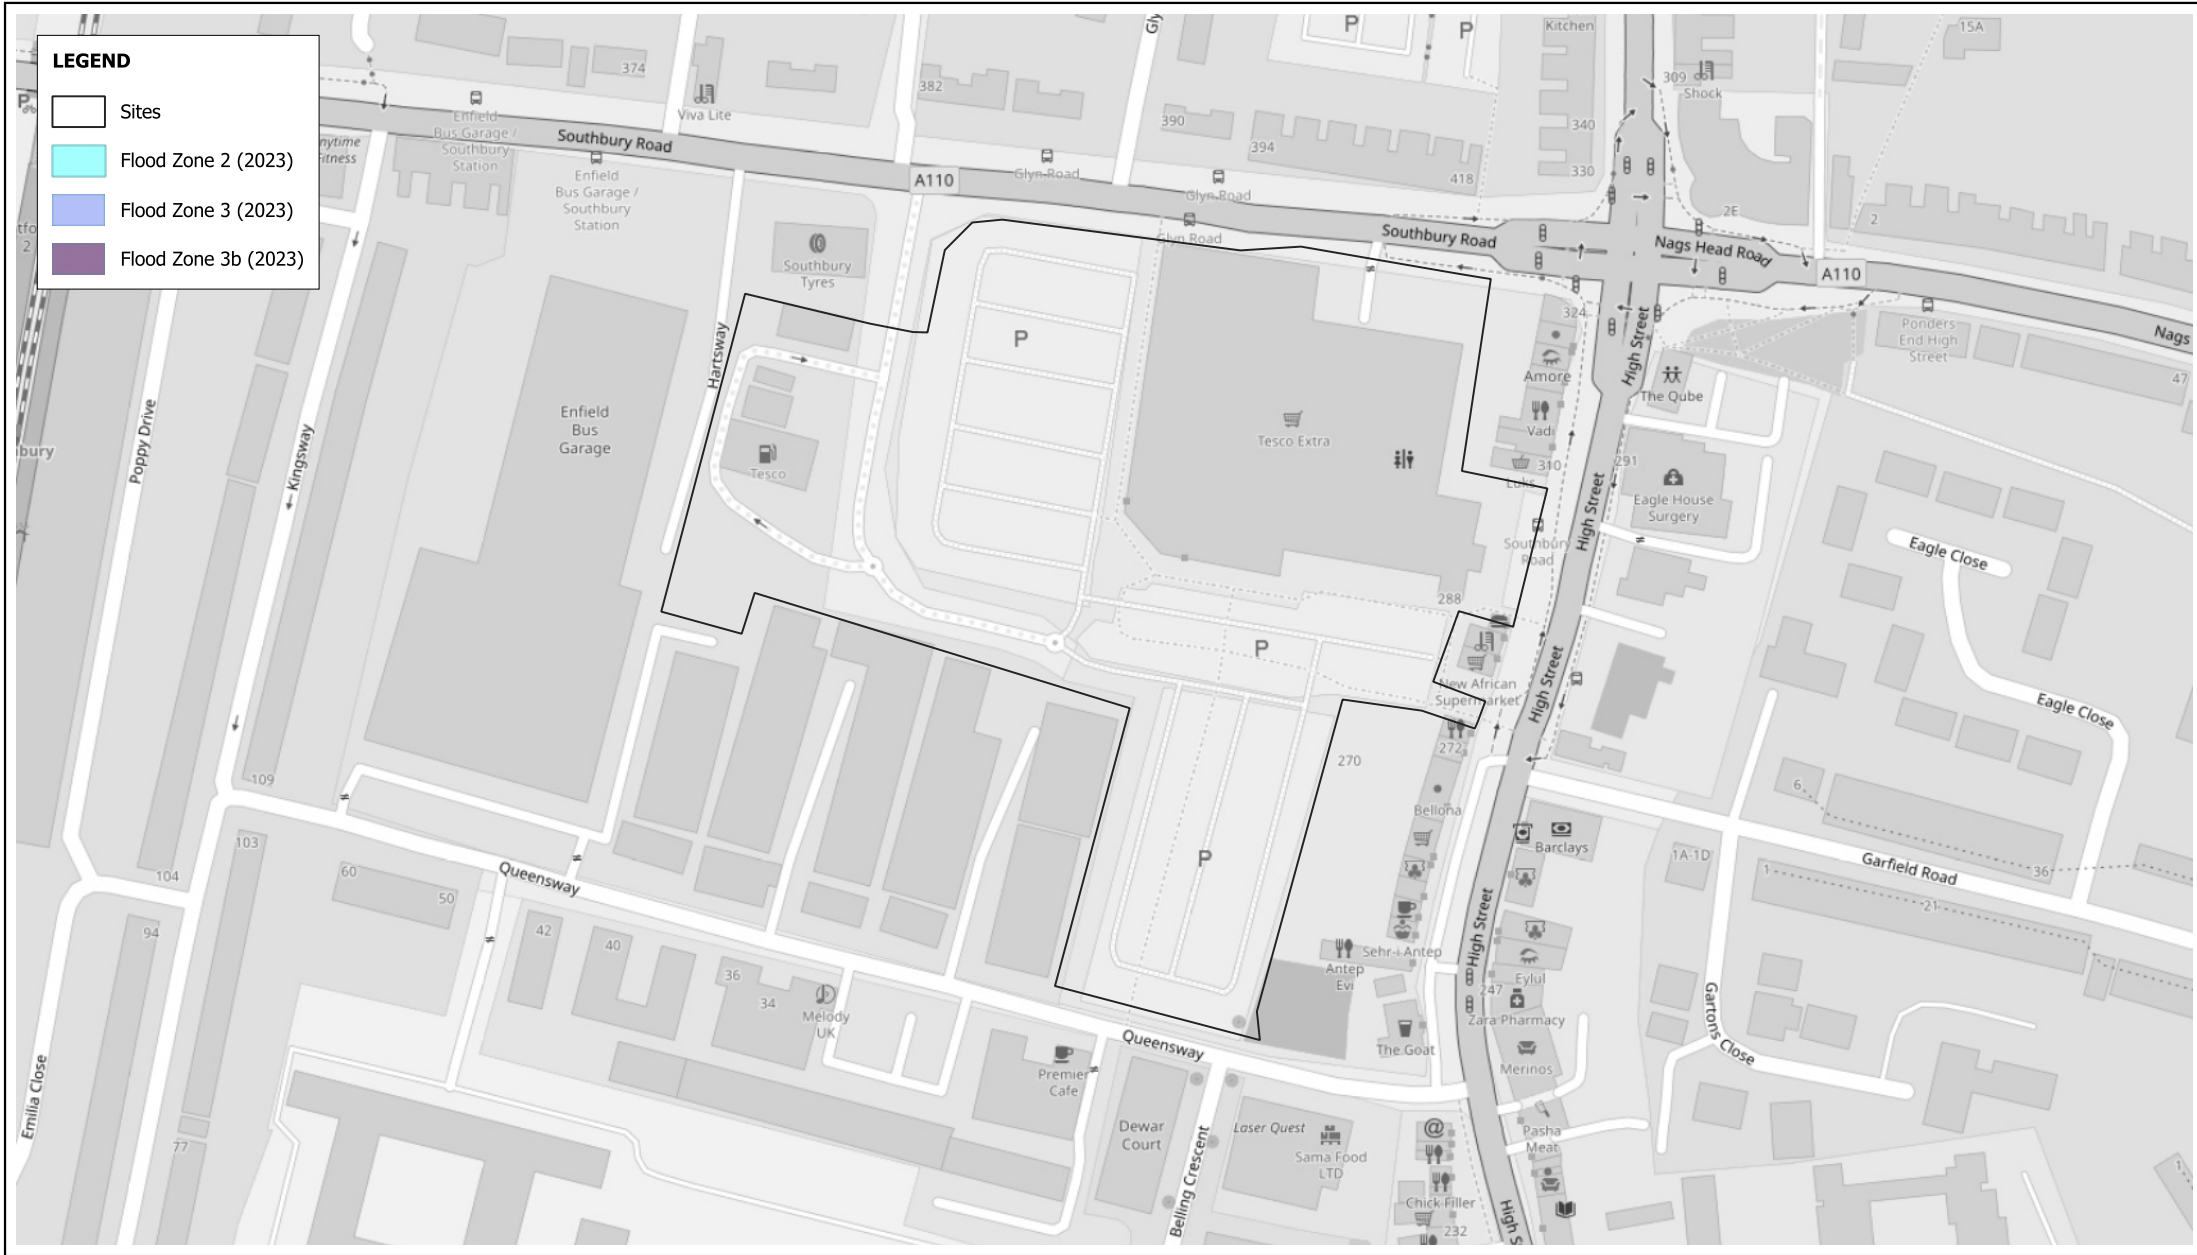 LEGEND
Sites
Flood Zone 2 (2023)
Flood Zone 3 (2023)
Flood Zone 3b (2023)
P
374
Viva Lite
382
390
394
418
P
P
Kitchen
340
330
309
Shock
15A
2E
2
Enfield
Bus Garage /
Southbury
Station
Southbury Road
Enfield
Bus Garage /
Southbury
Station
A110
Glyn Road
Glyn Road
Glyn Road
Southbury Road
Nags Head Road
A110
Nags
Ponders
End High
Street
47
Southbury
Tyres
Hartsway
P
Tesco
Tesco Extra
324
Amore
Vadi
310
Luks
High Street
The Qube
291
Eagle House
Surgery
High Street
Southbury
Road
Eagle Close
Eagle Close
Enfield
Bus
Garage
Poppy Drive
Kingsway
288
P
New African
Supermarket
High Street
272
270
Bellona
Barclays
6
1A-1D
Garfield Road
36
1
21
109
103
104
94
60
50
Queensway
42
40
36
34
Melody
UK
P
Sehr-i Antep
Antep
Evi
High Street
247
Eylul
Zara Pharmacy
The Goat
Merinos
Gartons Close
Queensway
Premier
Cafe
Dewar
Court
Belling Crescent
Laser Quest
Sama Food
LTD
@
Chick Filler
232
Pasha
Meat
High S
Emilia Close
77
1